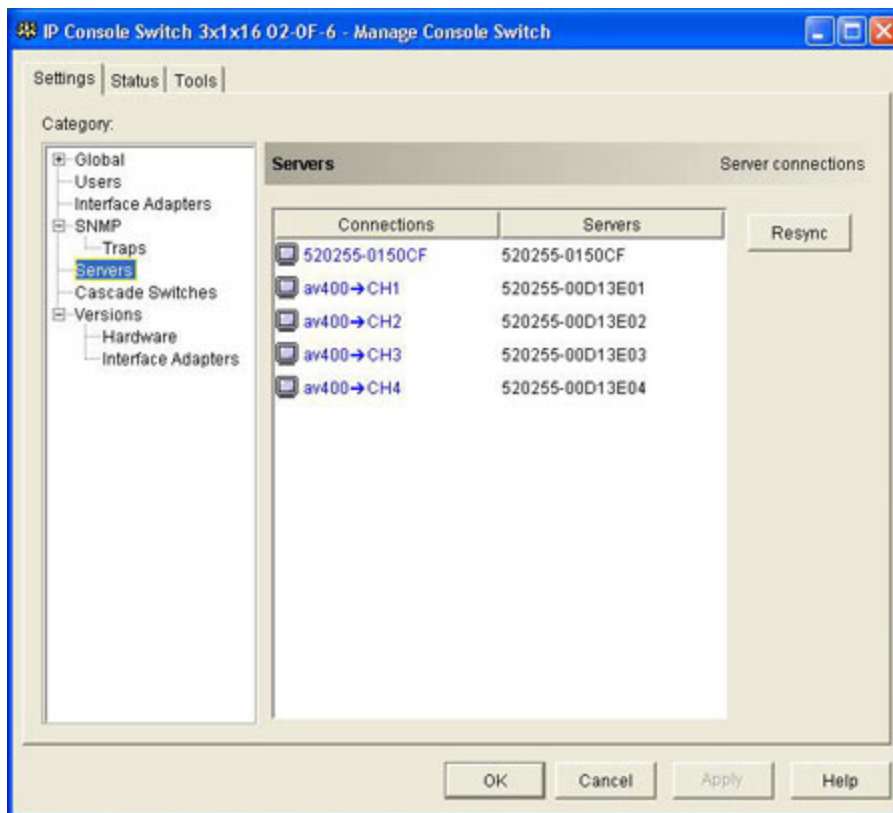 IP Console Switch 3x1x16 02-0F-6 - Manage Console Switch
Settings Status Tools
Category:
Global
Users
Interface Adapters
SNMP
Traps
Servers
Cascade Switches
Versions
Hardware
Interface Adapters
Servers Server connections
Connections Servers
520255-0150CF 520255-0150CF
av400→CH1 520255-00D13E01
av400→CH2 520255-00D13E02
av400→CH3 520255-00D13E03
av400→CH4 520255-00D13E04
Resync
OK Cancel Apply Help